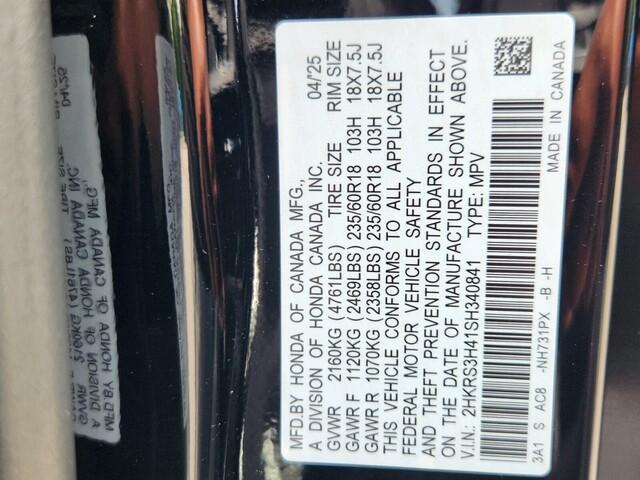 MFD.BY HONDA OF CANADA MFG., 04/25
A DIVISION OF HONDA CANADA INC.
GVWR 2160KG (4761LBS) TIRE SIZE RIM SIZE
GAWR F 1120KG (2469LBS) 235/60R18 103H 18X7.5J
GAWR R 1070KG (2358LBS) 235/60R18 103H 18X7.5J
THIS VEHICLE CONFORMS TO ALL APPLICABLE
FEDERAL MOTOR VEHICLE SAFETY
AND THEFT PREVENTION STANDARDS IN EFFECT
ON THE DATE OF MANUFACTURE SHOWN ABOVE.
V.I.N.: 2HKRS3H41SH340841 TYPE: MPV
3A1 S AC8 -NH731PX -B -H MADE IN CANADA